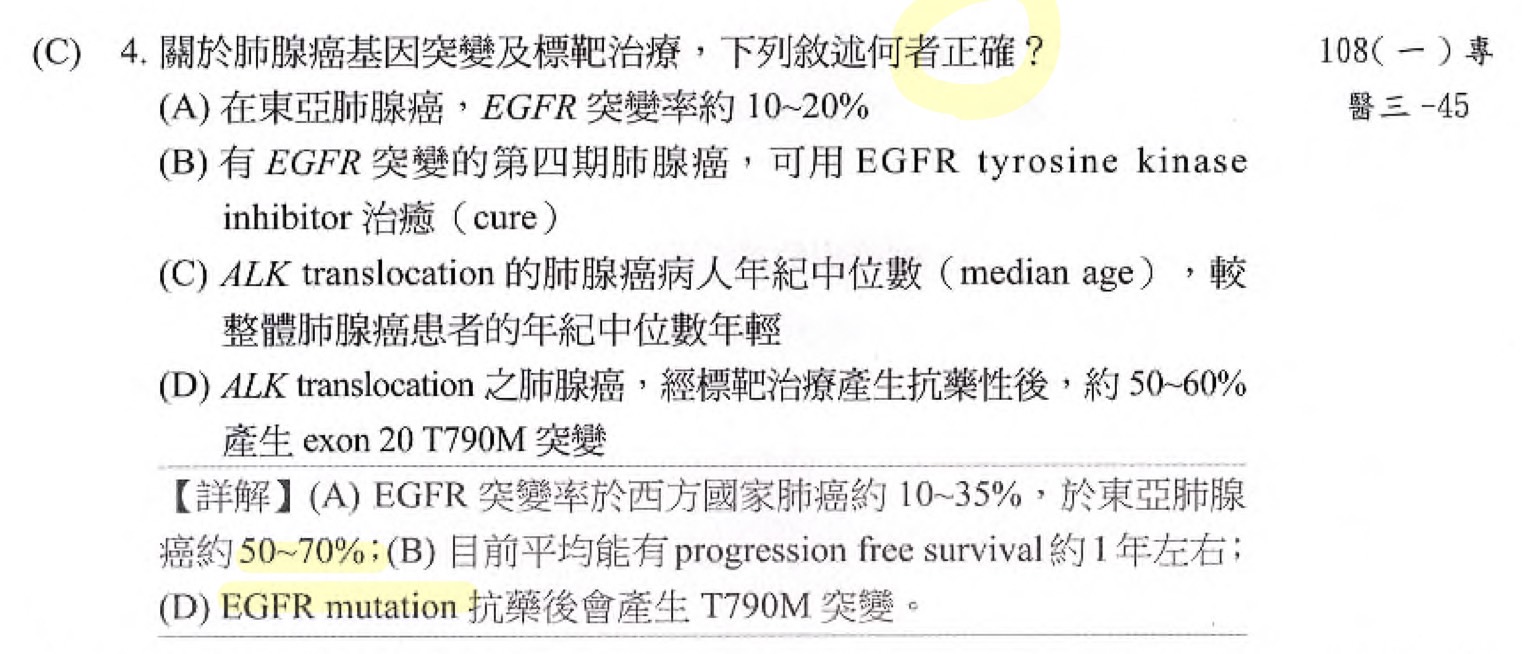 (C) 4. 關於肺腺癌基因突變及標靶治療，下列敘述何者正確？ 108(一)專
(A) 在東亞肺腺癌，EGFR 突變率約 10~20% 醫三-45
(B) 有 EGFR 突變的第四期肺腺癌，可用 EGFR tyrosine kinase
inhibitor 治癒（cure）
(C) ALK translocation 的肺腺癌病人年紀中位數（median age），較
整體肺腺癌患者的年紀中位數年輕
(D) ALK translocation 之肺腺癌，經標靶治療產生抗藥性後，約 50~60%
產生 exon 20 T790M 突變
【詳解】(A) EGFR 突變率於西方國家肺癌約 10~35%，於東亞肺腺
癌約 50~70%；(B) 目前平均能有 progression free survival 約 1 年左右；
(D) EGFR mutation 抗藥後會產生 T790M 突變。